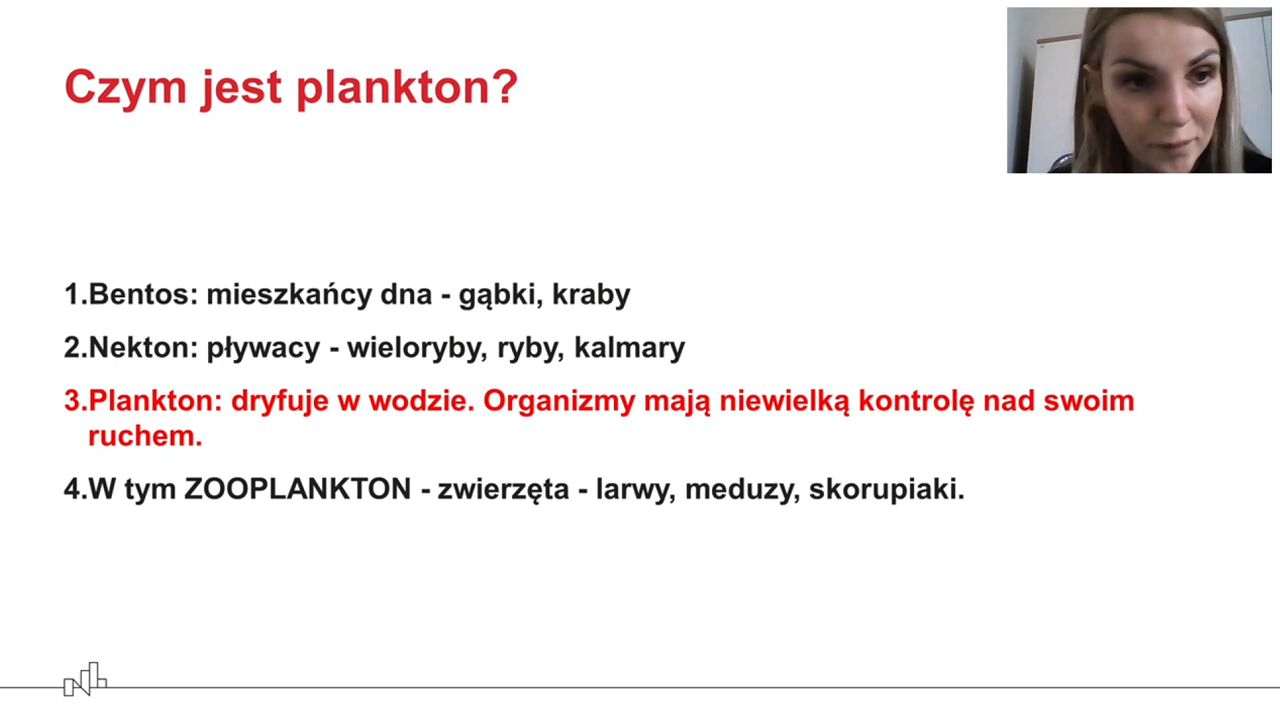 Czym jest plankton?
1.Bentos: mieszkańcy dna - gąbki, kraby
2.Nekton: pływacy - wieloryby, ryby, kalmary
3.Plankton: dryfuje w wodzie. Organizmy mają niewielką kontrolę nad swoim
ruchem.
4.W tym ZOOPLANKTON - zwierzęta - larwy, meduzy, skorupiaki.